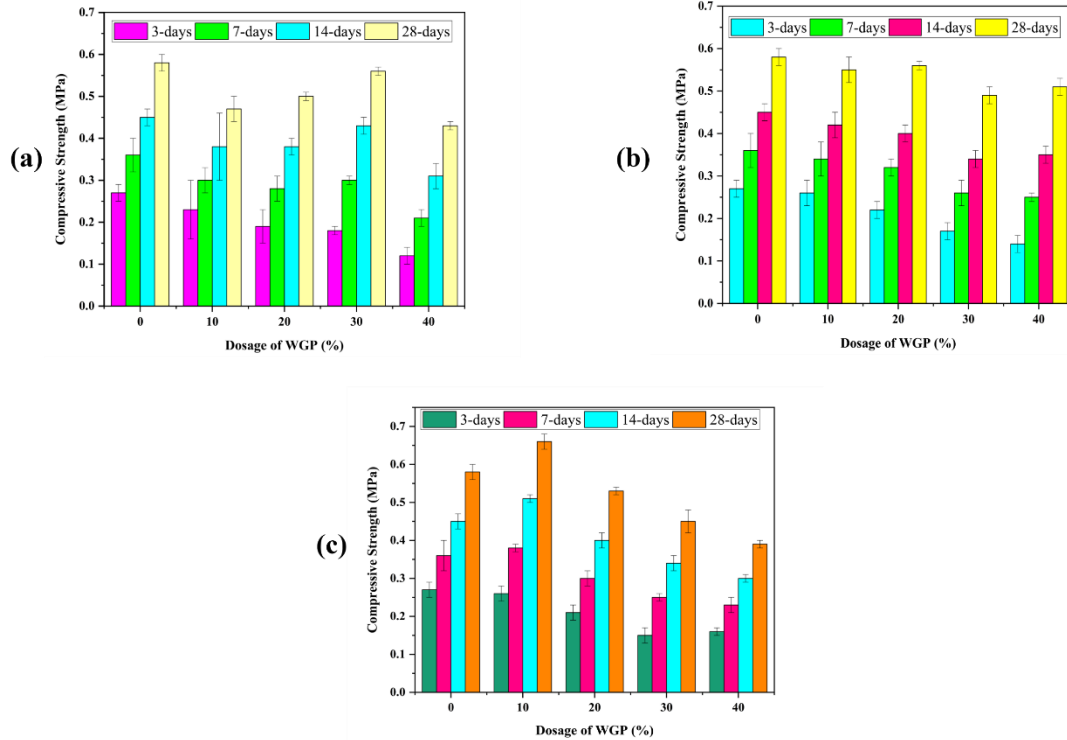 (a)
3-days 7-days 14-days 28-days
Compressive Strength (MPa)
0.7
0.6
0.5
0.4
0.3
0.2
0.1
0.0
0 10 20 30 40
Dosage of WGP (%)
(b)
3-days 7-days 14-days 28-days
Compressive Strength (MPa)
0.7
0.6
0.5
0.4
0.3
0.2
0.1
0.0
0 10 20 30 40
Dosage of WGP (%)
(c)
3-days 7-days 14-days 28-days
Compressive Strength (MPa)
0.7
0.6
0.5
0.4
0.3
0.2
0.1
0.0
0 10 20 30 40
Dosage of WGP (%)